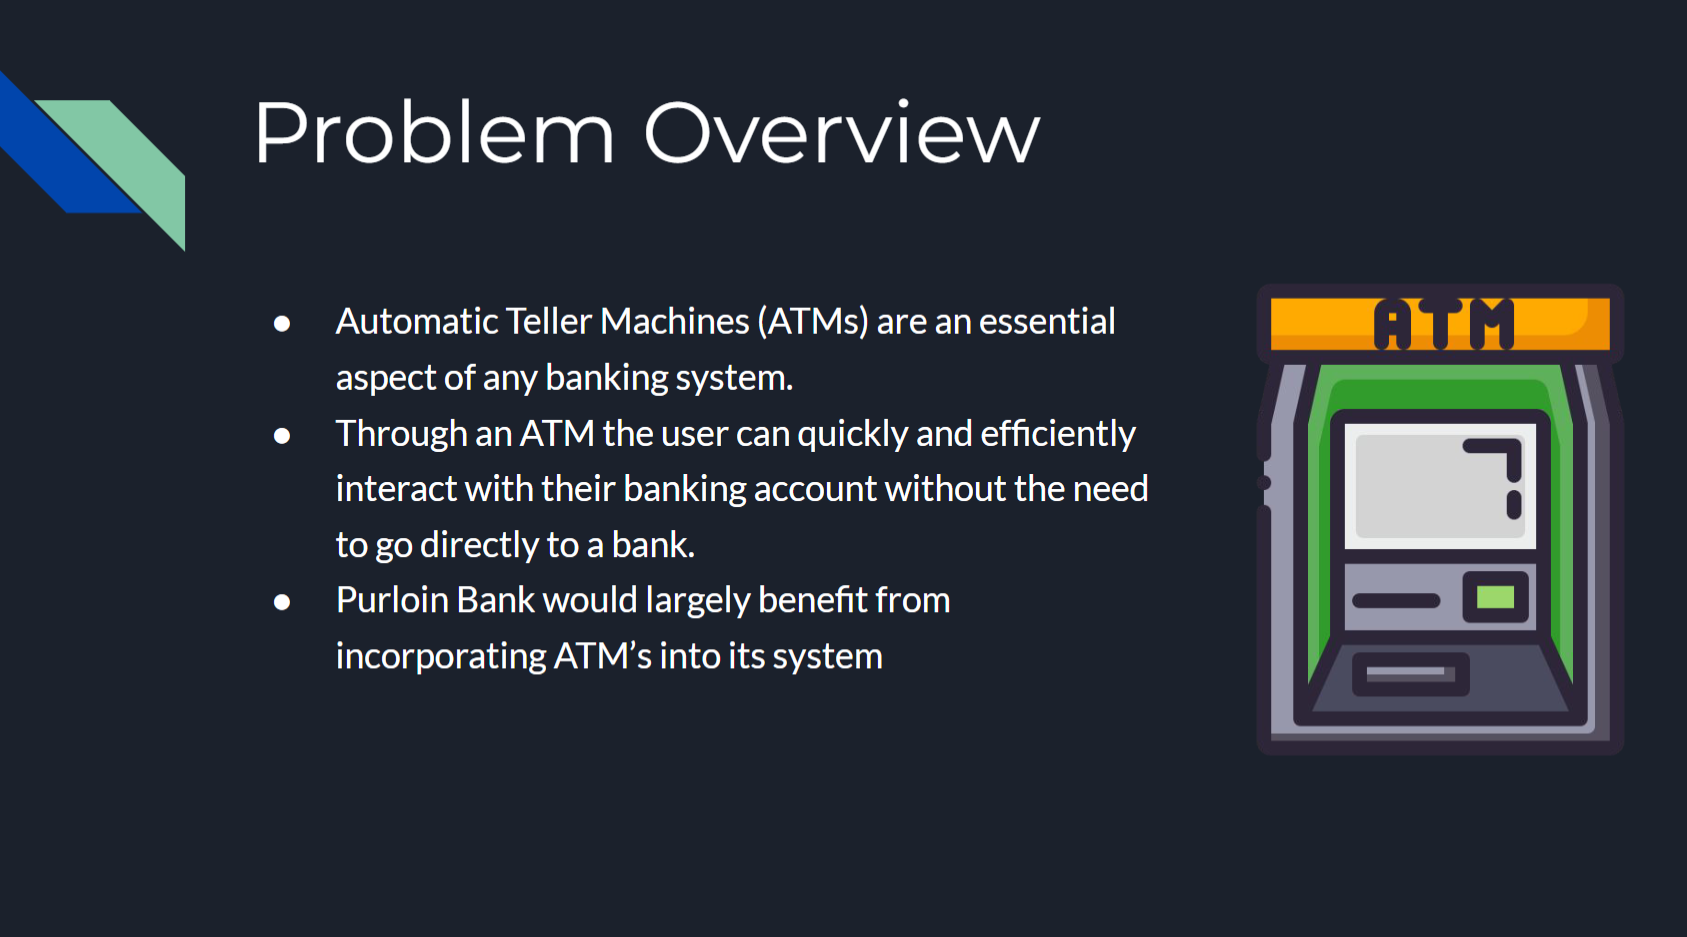 Problem Overview
● Automatic Teller Machines (ATMs) are an essential
aspect of any banking system.
● Through an ATM the user can quickly and efficiently
interact with their banking account without the need
to go directly to a bank.
● Purloin Bank would largely benefit from
incorporating ATM’s into its system
ATM